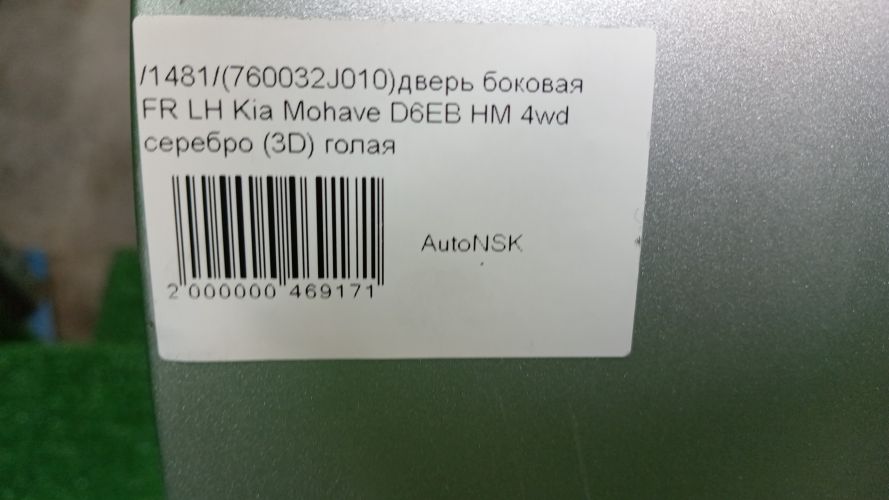 /1481/(760032J010)дверь боковая
FR LH Kia Mohave D6EB HM 4wd
серебро (3D) голая
AutoNSK
2 000000 469171